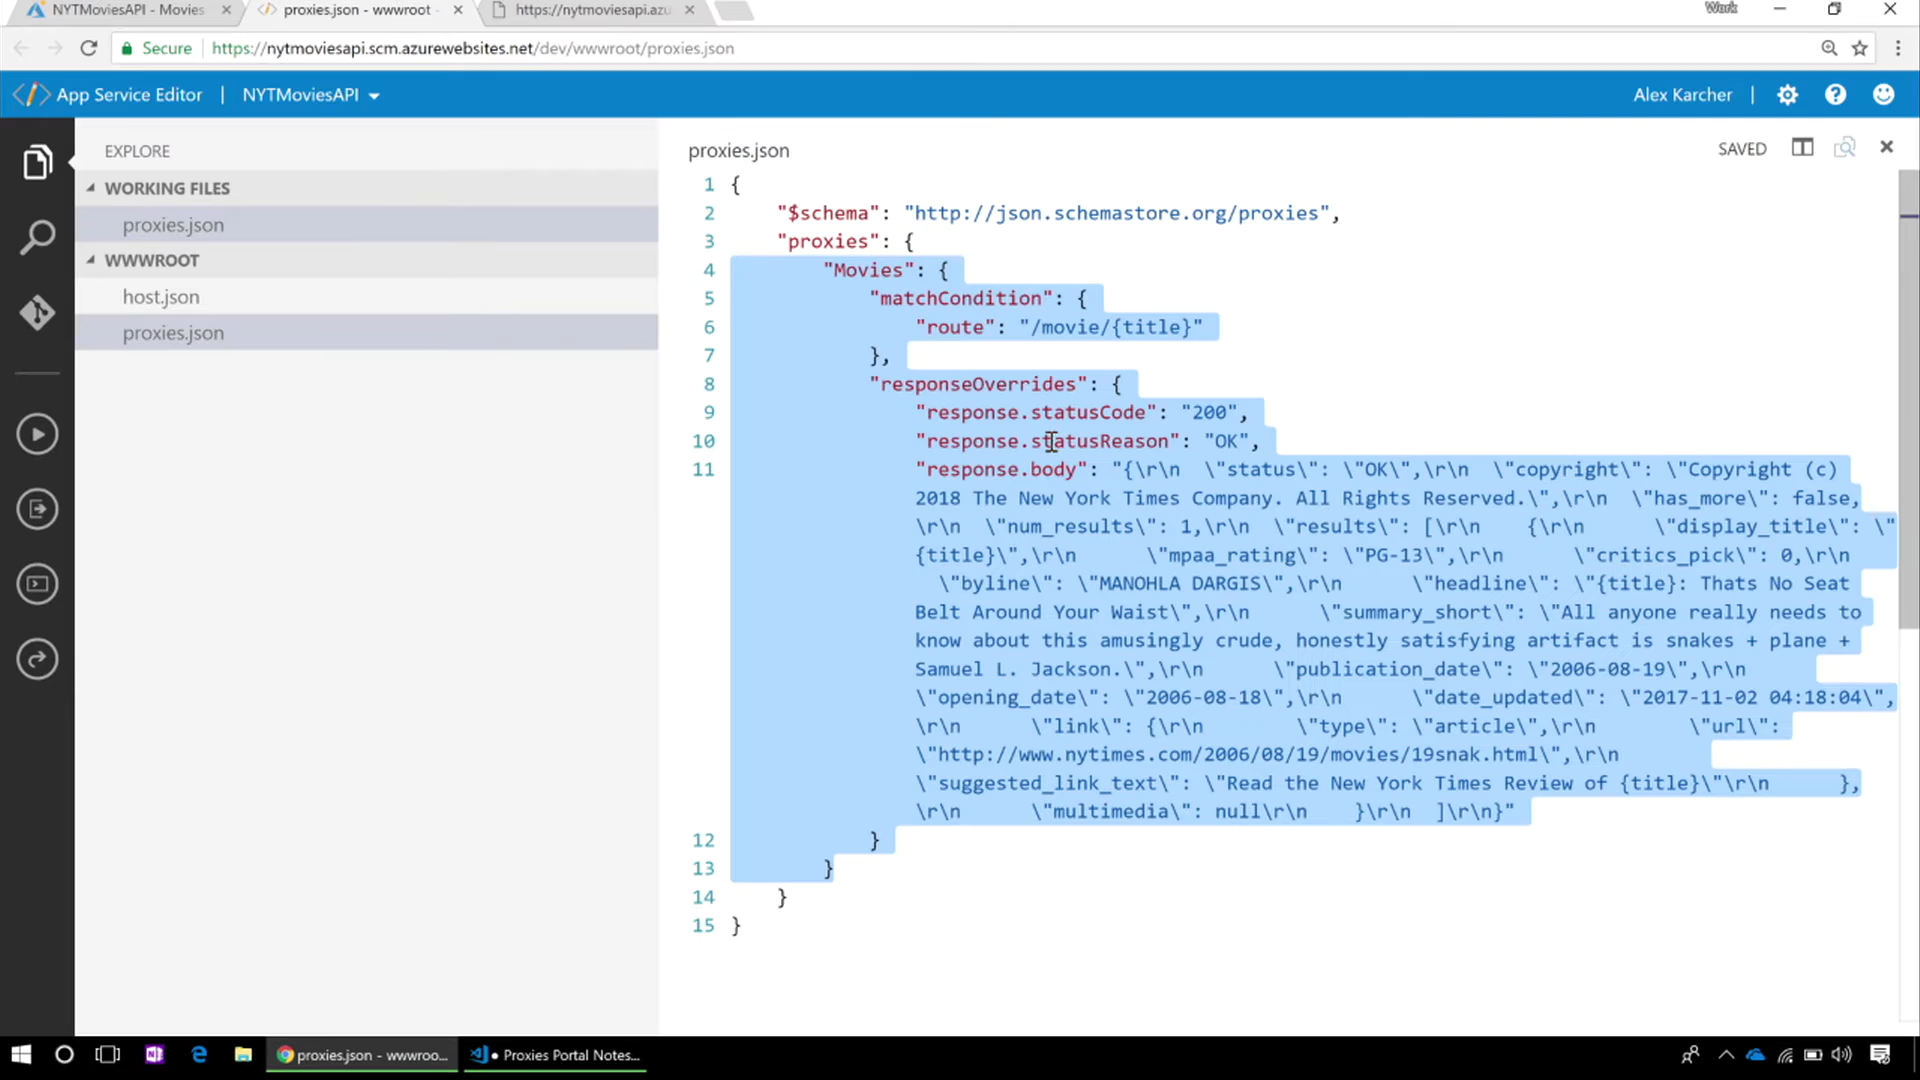 NYTMoviesAPI - Movies
proxies.json - wwwroot -
https://nytmoviesapi.azu
Work
Secure
https://nytmoviesapi.scm.azurewebsites.net/dev/wwwroot/proxies.json
App Service Editor | NYTMoviesAPI
Alex Karcher |
EXPLORE
WORKING FILES
proxies.json
WWWROOT
host.json
proxies.json
proxies.json
SAVED
1 {
2 "$schema": "http://json.schemastore.org/proxies",
3 "proxies": {
4 "Movies": {
5 "matchCondition": {
6 "route": "/movie/{title}"
7 },
8 "responseOverrides": {
9 "response.statusCode": "200",
10 "response.statusReason": "OK",
11 "response.body": "{\r\n  \"status\": \"OK\",\r\n  \"copyright\": \"Copyright (c)
2018 The New York Times Company. All Rights Reserved.\",\r\n  \"has_more\": false,
\r\n  \"num_results\": 1,\r\n  \"results\": [\r\n    {\r\n      \"display_title\": \"
{title}\",\r\n      \"mpaa_rating\": \"PG-13\",\r\n      \"critics_pick\": 0,\r\n
\"byline\": \"MANOHLA DARGIS\",\r\n      \"headline\": \"{title}: Thats No Seat
Belt Around Your Waist\",\r\n      \"summary_short\": \"All anyone really needs to
know about this amusingly crude, honestly satisfying artifact is snakes + plane +
Samuel L. Jackson.\",\r\n      \"publication_date\": \"2006-08-19\",\r\n
\"opening_date\": \"2006-08-18\",\r\n      \"date_updated\": \"2017-11-02 04:18:04\",
\r\n      \"link\": {\r\n        \"type\": \"article\",\r\n        \"url\":
\"http://www.nytimes.com/2006/08/19/movies/19snak.html\",\r\n
\"suggested_link_text\": \"Read the New York Times Review of {title}\"\r\n      },
\r\n      \"multimedia\": null\r\n    }\r\n  ]\r\n}"
12 }
13 }
14 }
15 }
proxies.json - wwwroo...
Proxies Portal Notes...